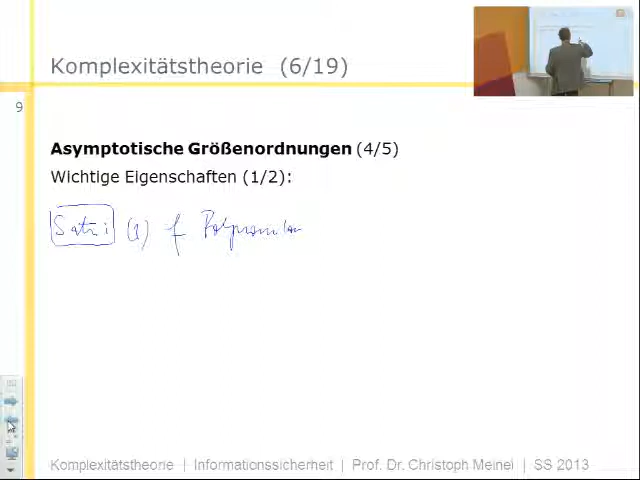 Komplexitätstheorie (6/19)
9
Asymptotische Größenordnungen (4/5)
Wichtige Eigenschaften (1/2):
Satz: (1) f Polynom
Komplexitätstheorie | Informationssicherheit | Prof. Dr. Christoph Meinel | SS 2013